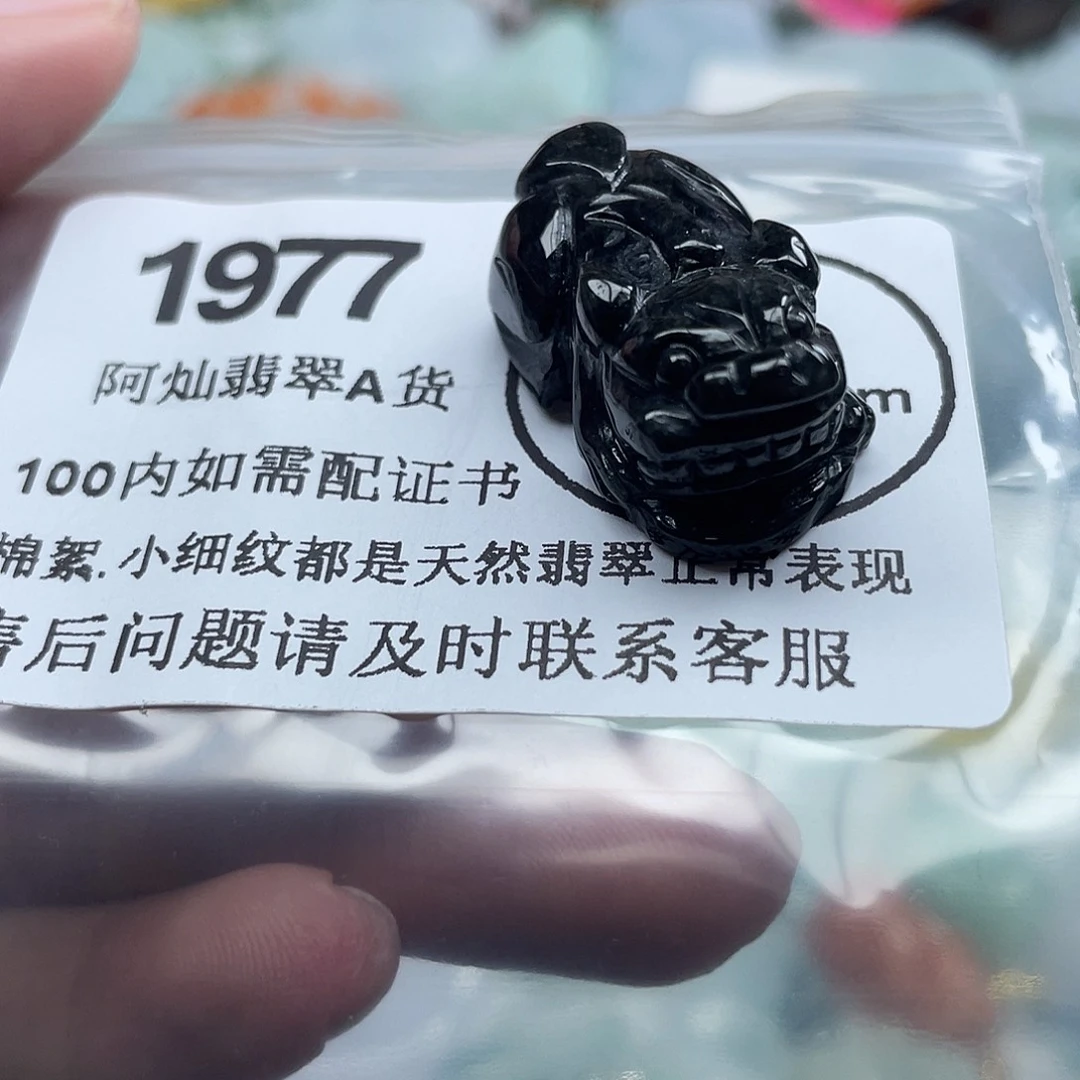 1977
阿灿翡翠A货
m
100内如需配证书
棉絮.小细纹都是天然翡翠正常表现
后问题请及时联系客服